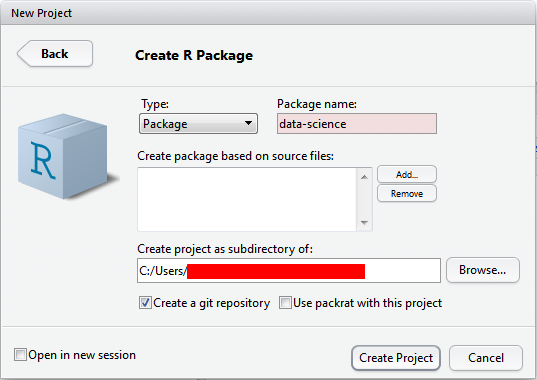 New Project
Back
Create R Package
Type:
Package name:
Package
data-science
R
Create package based on source files:
Add...
Remove
Create project as subdirectory of:
C:/Users/
Browse...
Create a git repository
Use packrat with this project
Open in new session
Create Project
Cancel